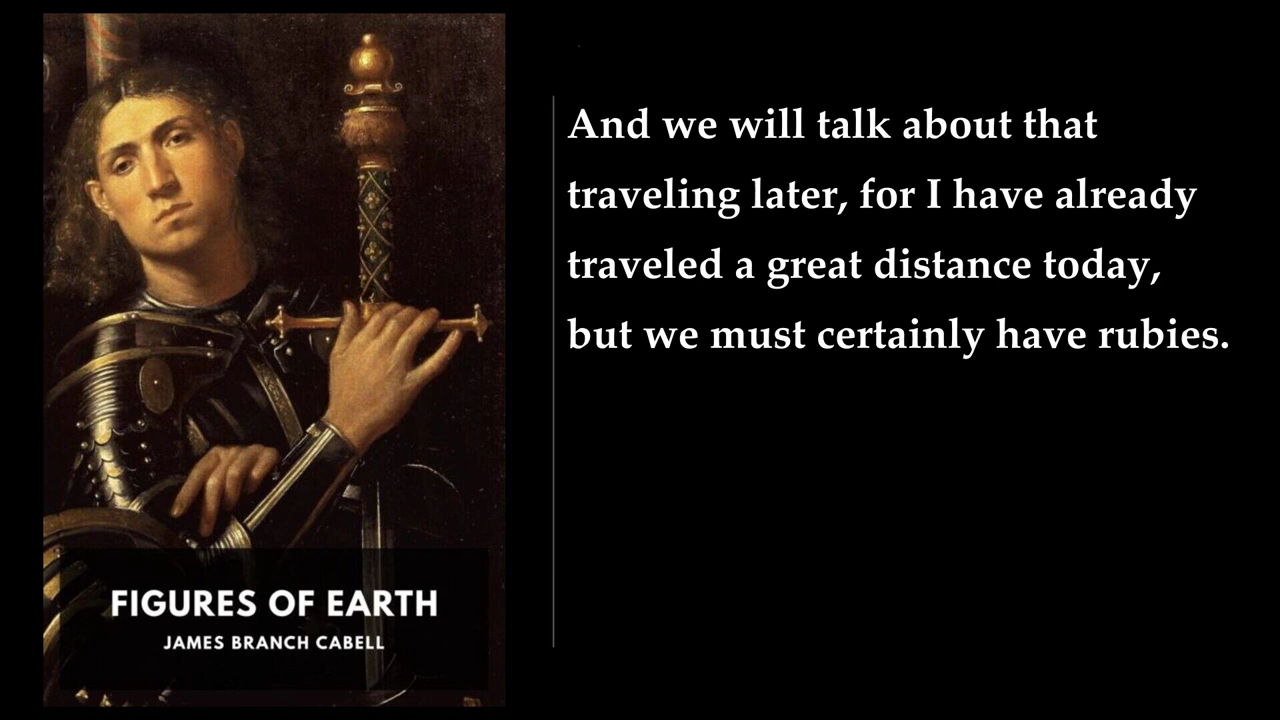 And we will talk about that
traveling later, for I have already
traveled a great distance today,
but we must certainly have rubies.
FIGURES OF EARTH
JAMES BRANCH CABELL